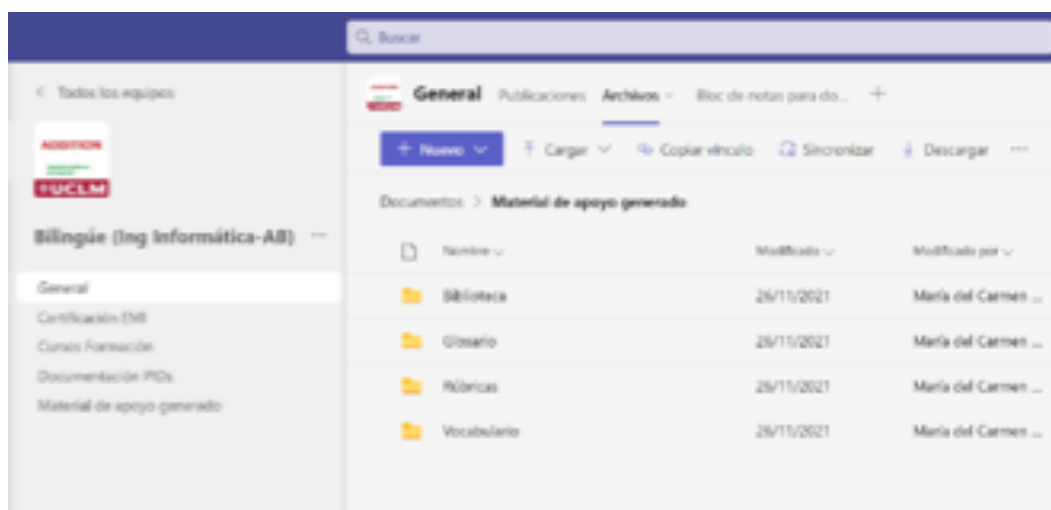 Buscar
Todos los equipos
ADDITION
UCLM
Bilingüe (Ing Informática-AB) ...
General
Certificación EMI
Cursos Formación
Documentación PIDs
Material de apoyo generado
General Publicaciones Archivos Bloc de notas para do... +
+ Nuevo Cargar Copiar vínculo Sincronizar Descargar ...
Documentos > Material de apoyo generado
Nombre Modificado Modificado por
Biblioteca 26/11/2021 María del Carmen ...
Glosario 26/11/2021 María del Carmen ...
Rúbricas 26/11/2021 María del Carmen ...
Vocabulario 26/11/2021 María del Carmen ...